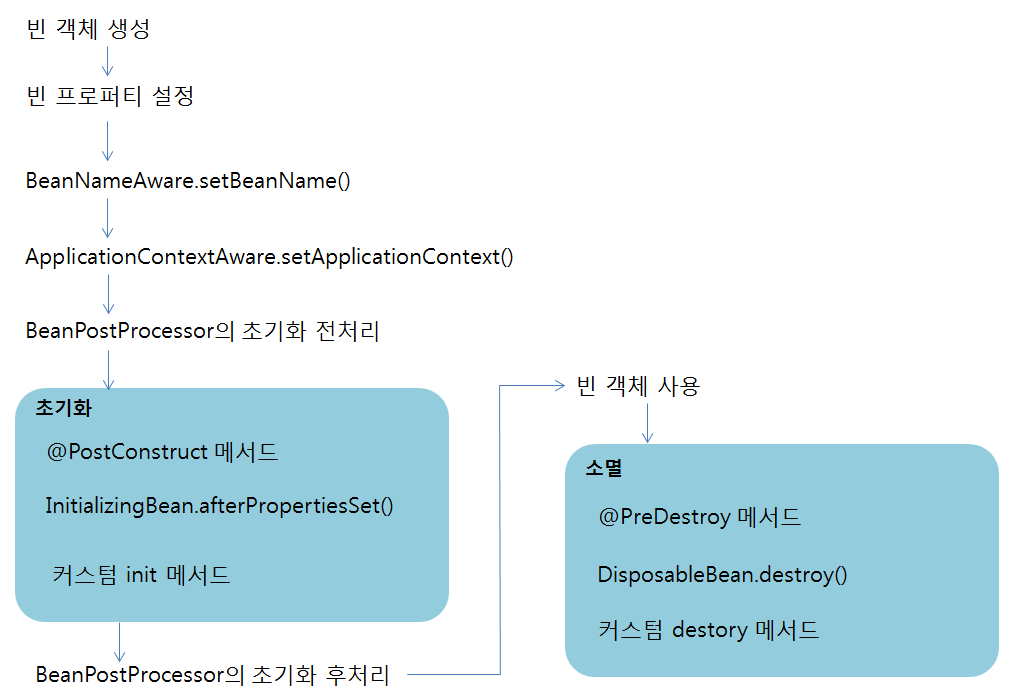 빈 객체 생성
빈 프로퍼티 설정
BeanNameAware.setBeanName()
ApplicationContextAware.setApplicationContext()
BeanPostProcessor의 초기화 전처리
초기화
@PostConstruct 메서드
InitializingBean.afterPropertiesSet()
커스텀 init 메서드
BeanPostProcessor의 초기화 후처리
빈 객체 사용
소멸
@PreDestroy 메서드
DisposableBean.destroy()
커스텀 destory 메서드